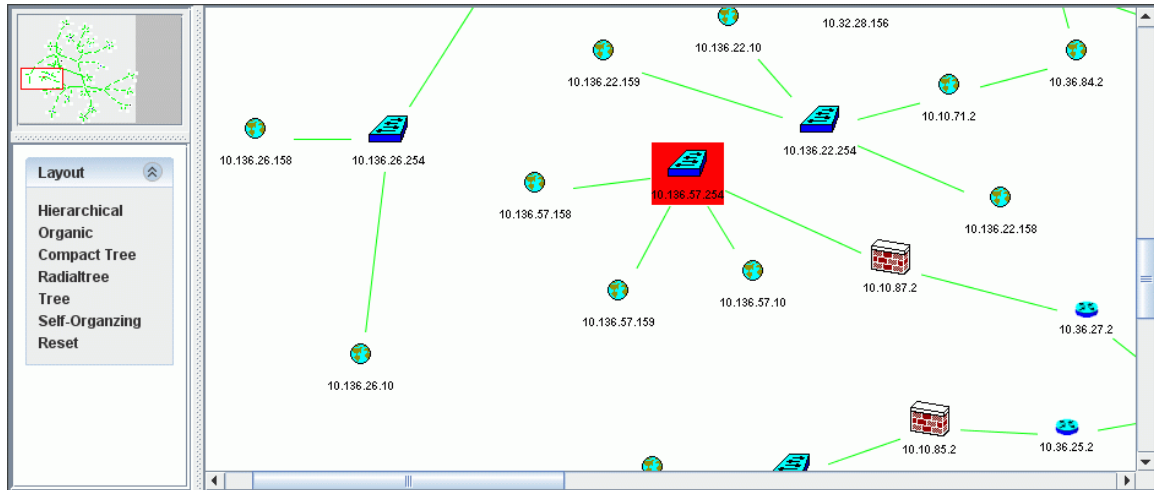 10.32.28.156
10.136.22.10
10.136.22.159
10.36.84.2
10.10.71.2
10.136.26.158
10.136.26.254
10.136.22.254
Layout
10.136.57.254
10.136.57.158
Hierarchical
Organic
Compact Tree
Radialtree
Tree
Self-Organzing
Reset
10.136.22.158
10.10.87.2
10.136.57.10
10.136.57.159
10.36.27.2
10.136.26.10
10.10.85.2
10.36.25.2